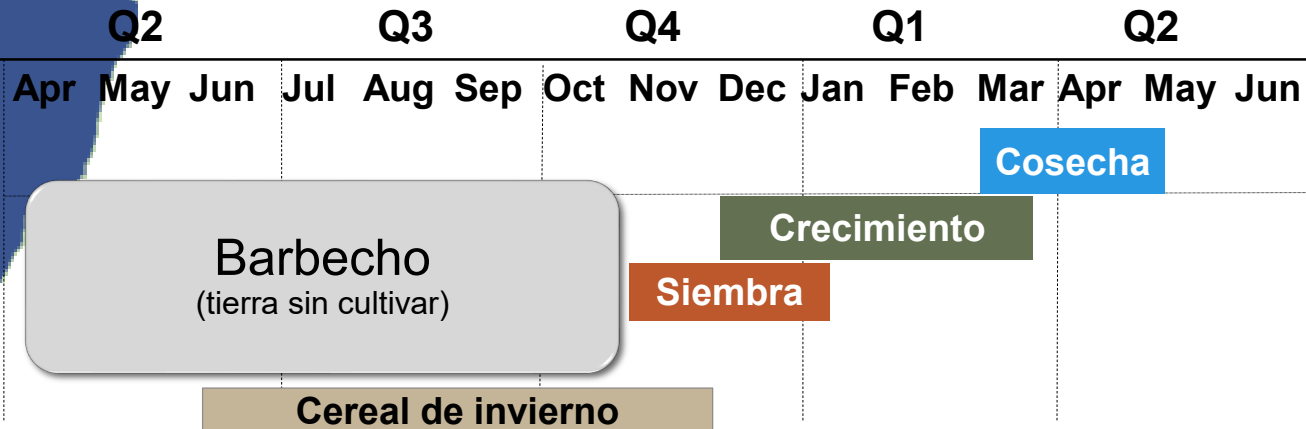 Q2 Q3 Q4 Q1 Q2
Apr May Jun Jul Aug Sep Oct Nov Dec Jan Feb Mar Apr May Jun
Cosecha
Crecimiento
Barbecho
(tierra sin cultivar)
Siembra
Cereal de invierno